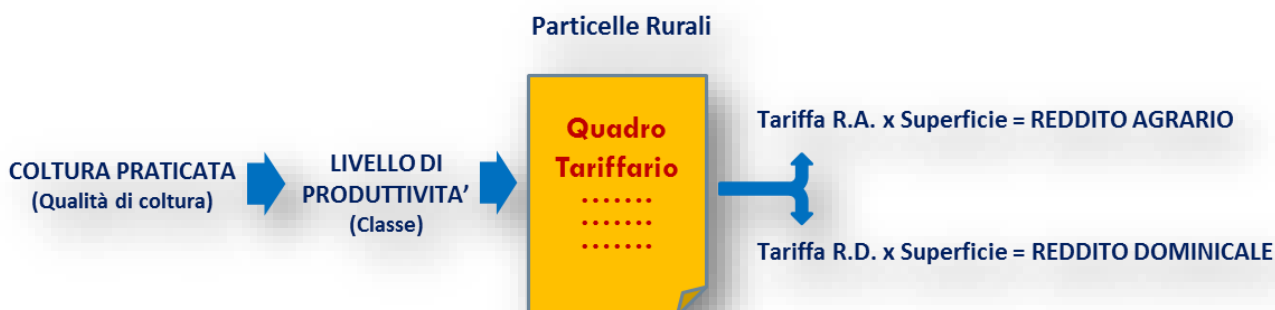 Particelle Rurali
COLTURA PRATICATA
(Qualità di coltura)
LIVELLO DI
PRODUTTIVITA’
(Classe)
Quadro
Tariffario
.......
.......
.......
Tariffa R.A. x Superficie = REDDITO AGRARIO
Tariffa R.D. x Superficie = REDDITO DOMINICALE